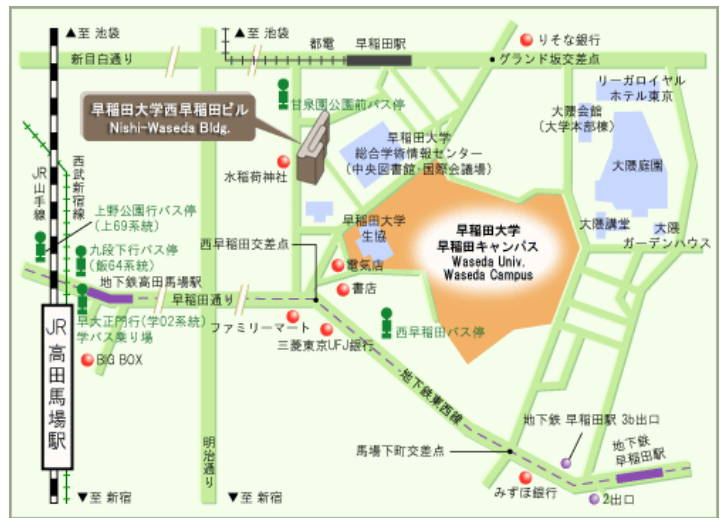 ▲至 池袋
▲至 池袋
都電
早稲田駅
りそな銀行
新目白通り
グランド坂交差点
リーガロイヤル
ホテル東京
甘泉園公園前バス停
早稲田大学西早稲田ビル
Nishi-Waseda Bldg.
大隈会館
(大学本部棟)
早稲田大学
総合学術情報センター
(中央図書館・国際会議場)
大隈庭園
水稲荷神社
西武新宿線
JR山手線
上野公園行バス停
(上69系統)
早稲田大学
生協
早稲田大学
早稲田キャンパス
Waseda Univ.
Waseda Campus
大隈講堂
大隈
ガーデンハウス
西早稲田交差点
九段下行バス停
(飯64系統)
電気店
地下鉄高田馬場駅
書店
早稲田通り
早大正門行(学02系統)
学バス乗り場
ファミリーマート
西早稲田バス停
三菱東京UFJ銀行
JR高田馬場駅
BIG BOX
地下鉄東西線
地下鉄 早稲田駅 3b出口
明治通り
馬場下町交差点
地下鉄
早稲田駅
みずほ銀行
2出口
▼至 新宿
▼至 新宿